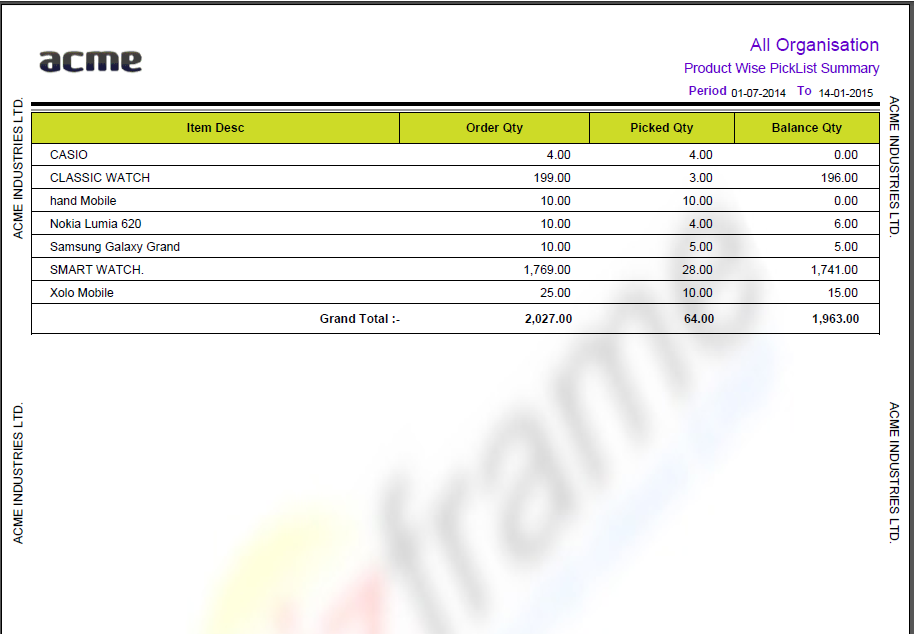 acme
All Organisation
Product Wise PickList Summary
Period 01-07-2014 To 14-01-2015
ACME INDUSTRIES LTD.
ACME INDUSTRIES LTD.
Item Desc Order Qty Picked Qty Balance Qty
CASIO 4.00 4.00 0.00
CLASSIC WATCH 199.00 3.00 196.00
hand Mobile 10.00 10.00 0.00
Nokia Lumia 620 10.00 4.00 6.00
Samsung Galaxy Grand 10.00 5.00 5.00
SMART WATCH. 1,769.00 28.00 1,741.00
Xolo Mobile 25.00 10.00 15.00
Grand Total :- 2,027.00 64.00 1,963.00
ACME INDUSTRIES LTD.
ACME INDUSTRIES LTD.
frame